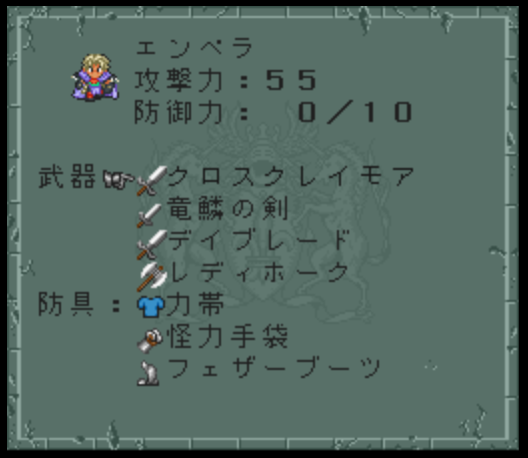 エンペラ
攻撃力:55
防御力: 0/10
武器 クロスクレイモア
竜鱗の剣
デイブレード
レディホーク
防具:力帯
怪力手袋
フェザーブーツ